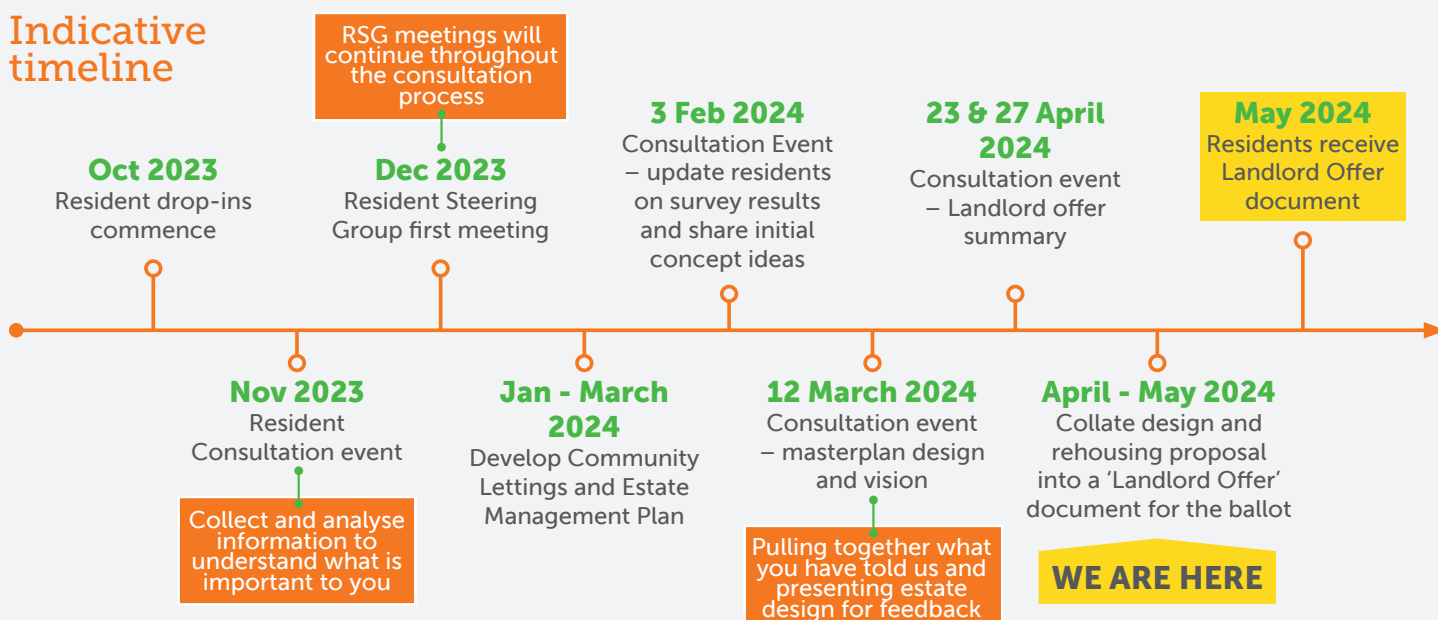 Indicative
timeline
Oct 2023
Resident drop-ins
commence
Nov 2023
Resident
Consultation event
Collect and analyse
information to
understand what is
important to you
RSG meetings will
continue throughout
the consultation
process
Dec 2023
Resident Steering
Group first meeting
Jan - March
2024
Develop Community
Lettings and Estate
Management Plan
3 Feb 2024
Consultation Event
– update residents
on survey results
and share initial
concept ideas
12 March 2024
Consultation event
– masterplan design
and vision
Pulling together what
you have told us and
presenting estate
design for feedback
23 & 27 April
2024
Consultation event
– Landlord offer
summary
April - May 2024
Collate design and
rehousing proposal
into a ‘Landlord Offer’
document for the ballot
WE ARE HERE
May 2024
Residents receive
Landlord Offer
document